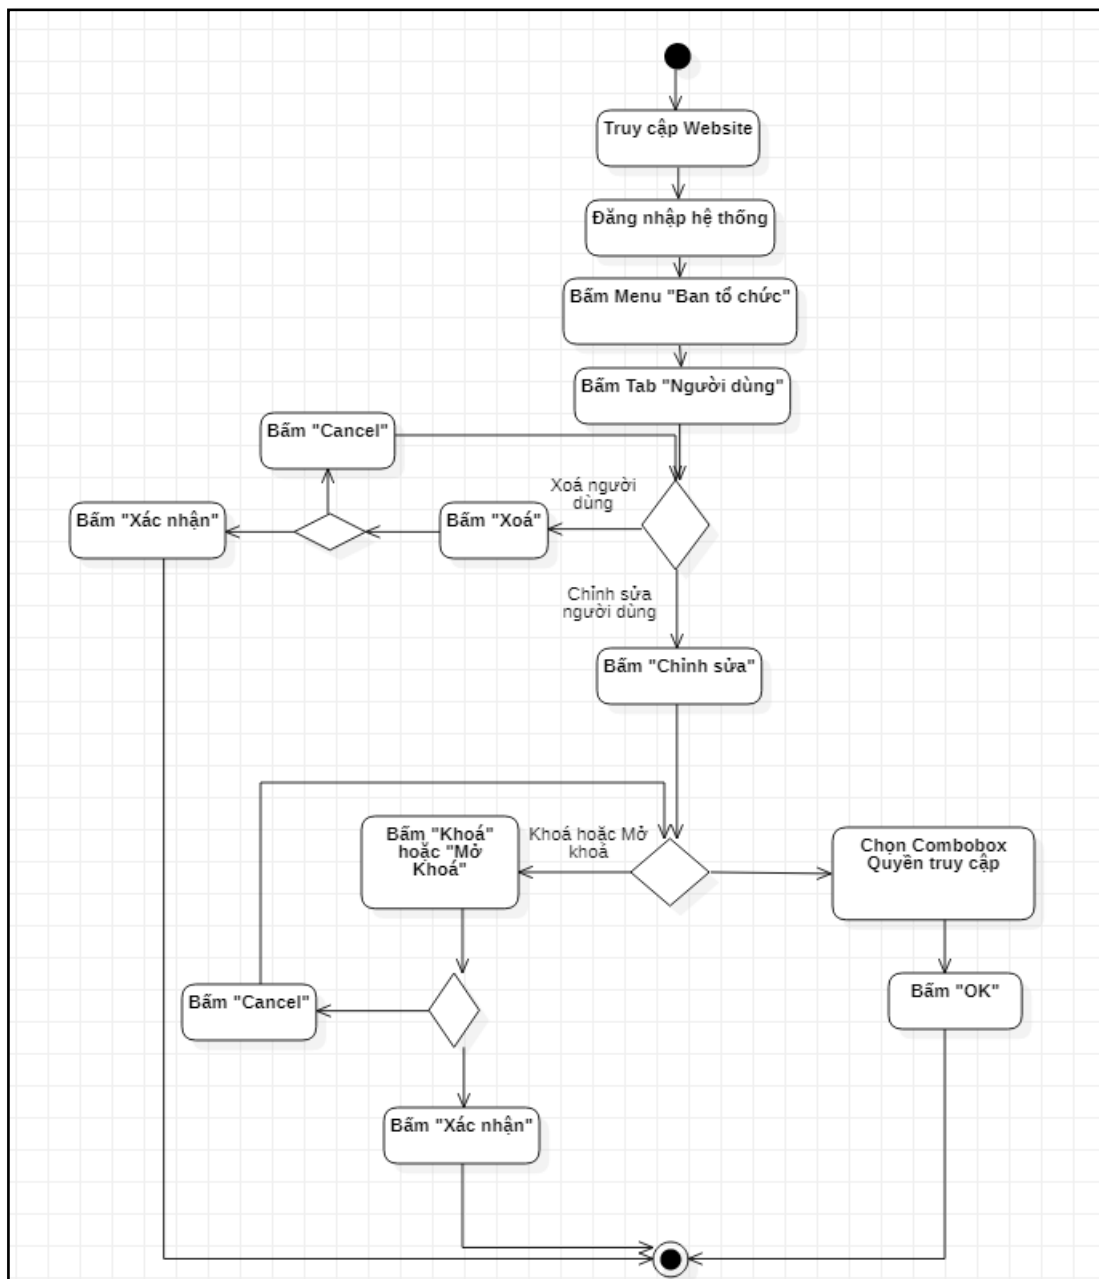 Truy cập Website
Đăng nhập hệ thống
Bấm Menu "Ban tổ chức"
Bấm Tab "Người dùng"
Bấm "Cancel"
Xoá người
dùng
Bấm "Xác nhận"
Bấm "Xoá"
Chỉnh sửa
người dùng
Bấm "Chỉnh sửa"
Bấm "Khoá"
hoặc "Mở
Khoá"
Khoá hoặc Mở
khoả
Chọn Combobox
Quyền truy cập
Bấm "Cancel"
Bấm "OK"
Bấm "Xác nhận"